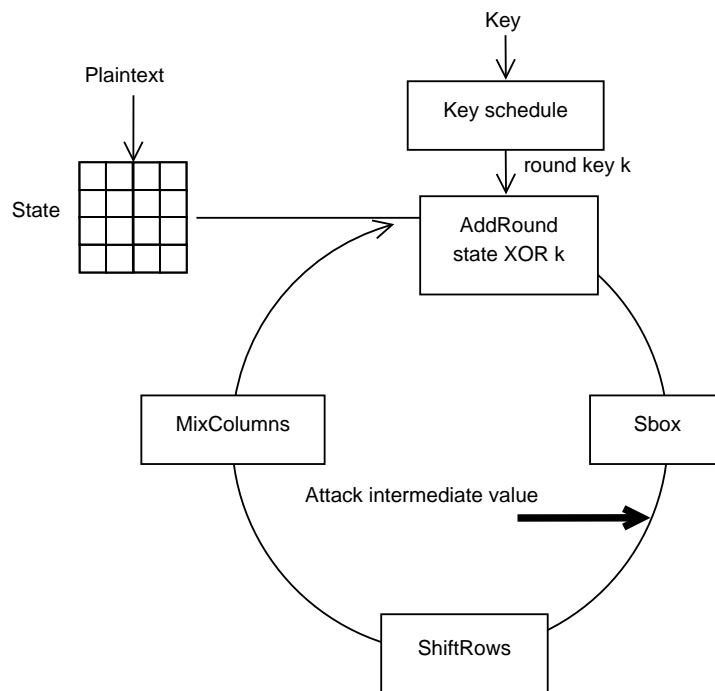 Key
Plaintext
Key schedule
round key k
State
AddRound
state XOR k
MixColumns
Sbox
Attack intermediate value
ShiftRows